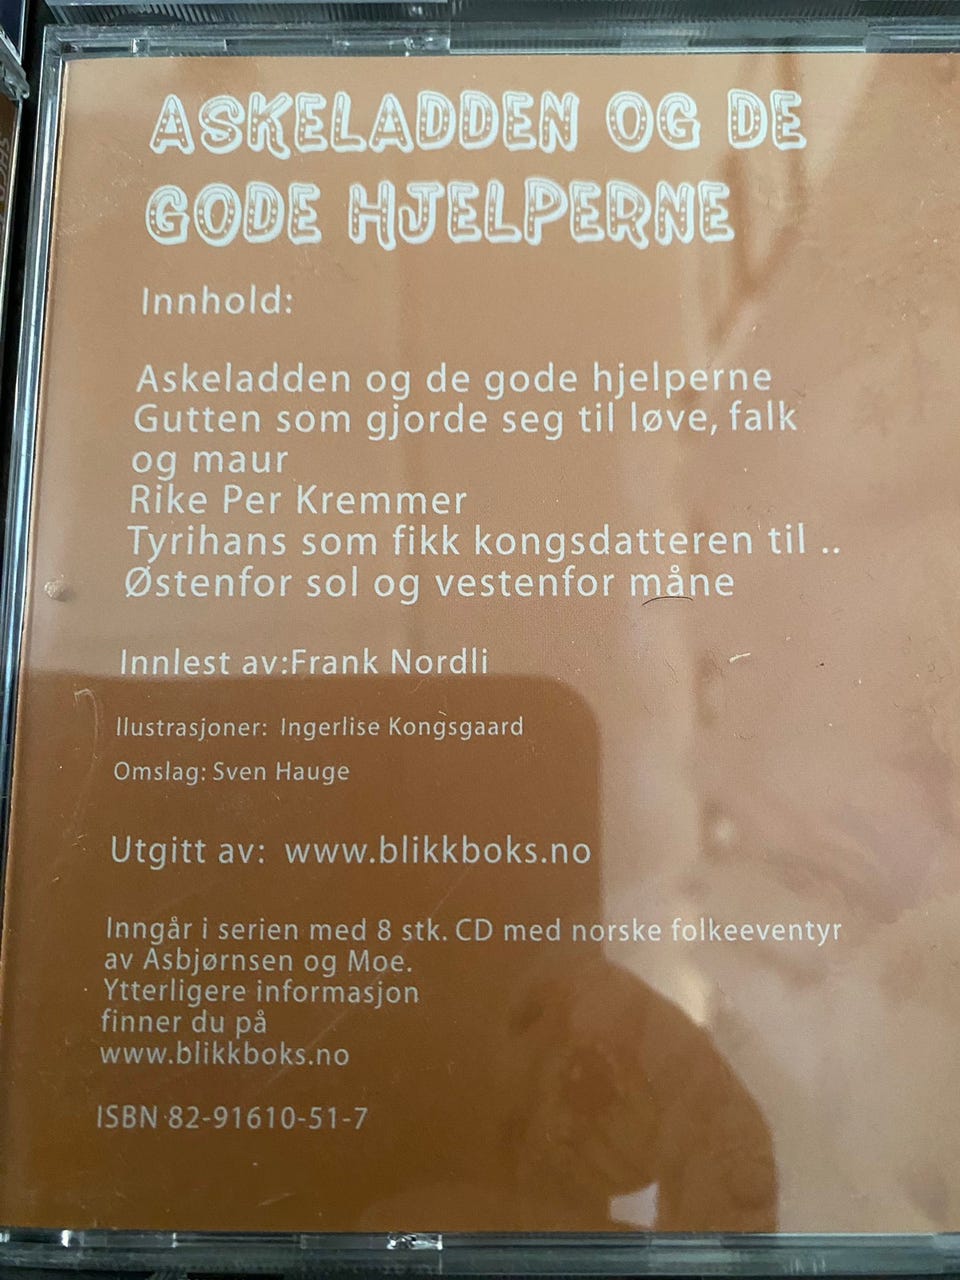 ASKELADDEN OG DE
GODE HJELPERNE
Innhold:
Askeladden og de gode hjelperne
Gutten som gjorde seg til løve, falk
og maur
Rike Per Kremmer
Tyrihans som fikk kongsdatteren til ..
Østenfor sol og vestenfor måne
Innlest av:Frank Nordli
Ilustrasjoner: Ingerlise Kongsgaard
Omslag: Sven Hauge
Utgitt av: www.blikkboks.no
Inngår i serien med 8 stk. CD med norske folkeeventyr
av Asbjørnsen og Moe.
Ytterligere informasjon
finner du på
www.blikkboks.no
ISBN 82-91610-51-7